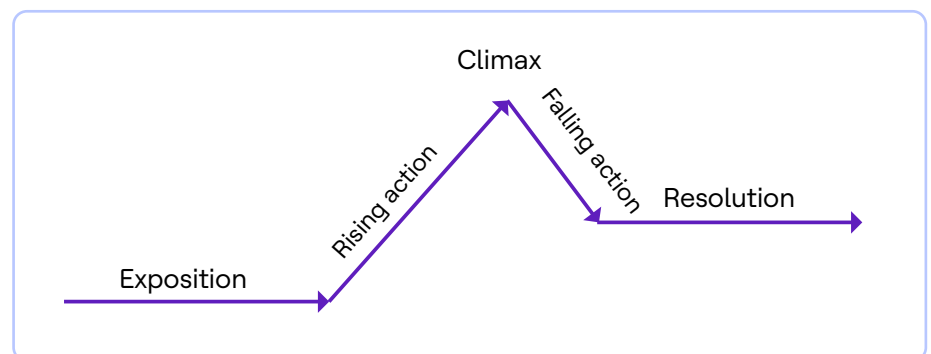 Climax
Falling action
Rising action
Resolution
Exposition